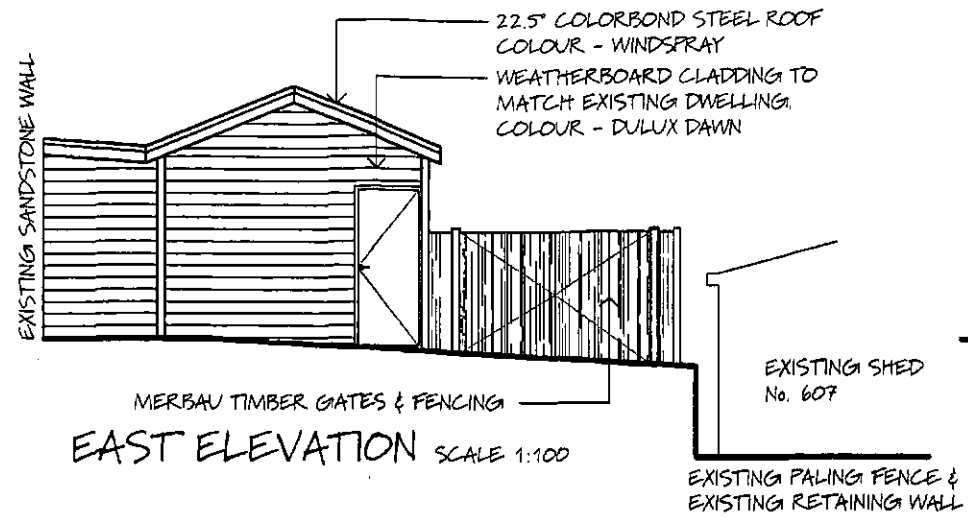 22.5° COLORBOND STEEL ROOF
COLOUR - WINDSPRAY
WEATHERBOARD CLADDING TO
MATCH EXISTING DWELLING.
COLOUR - DULUX DAWN
EXISTING SANDSTONE WALL
EXISTING SHED
No. 607
MERBAU TIMBER GATES & FENCING
EAST ELEVATION SCALE 1:100
EXISTING PALING FENCE &
EXISTING RETAINING WALL